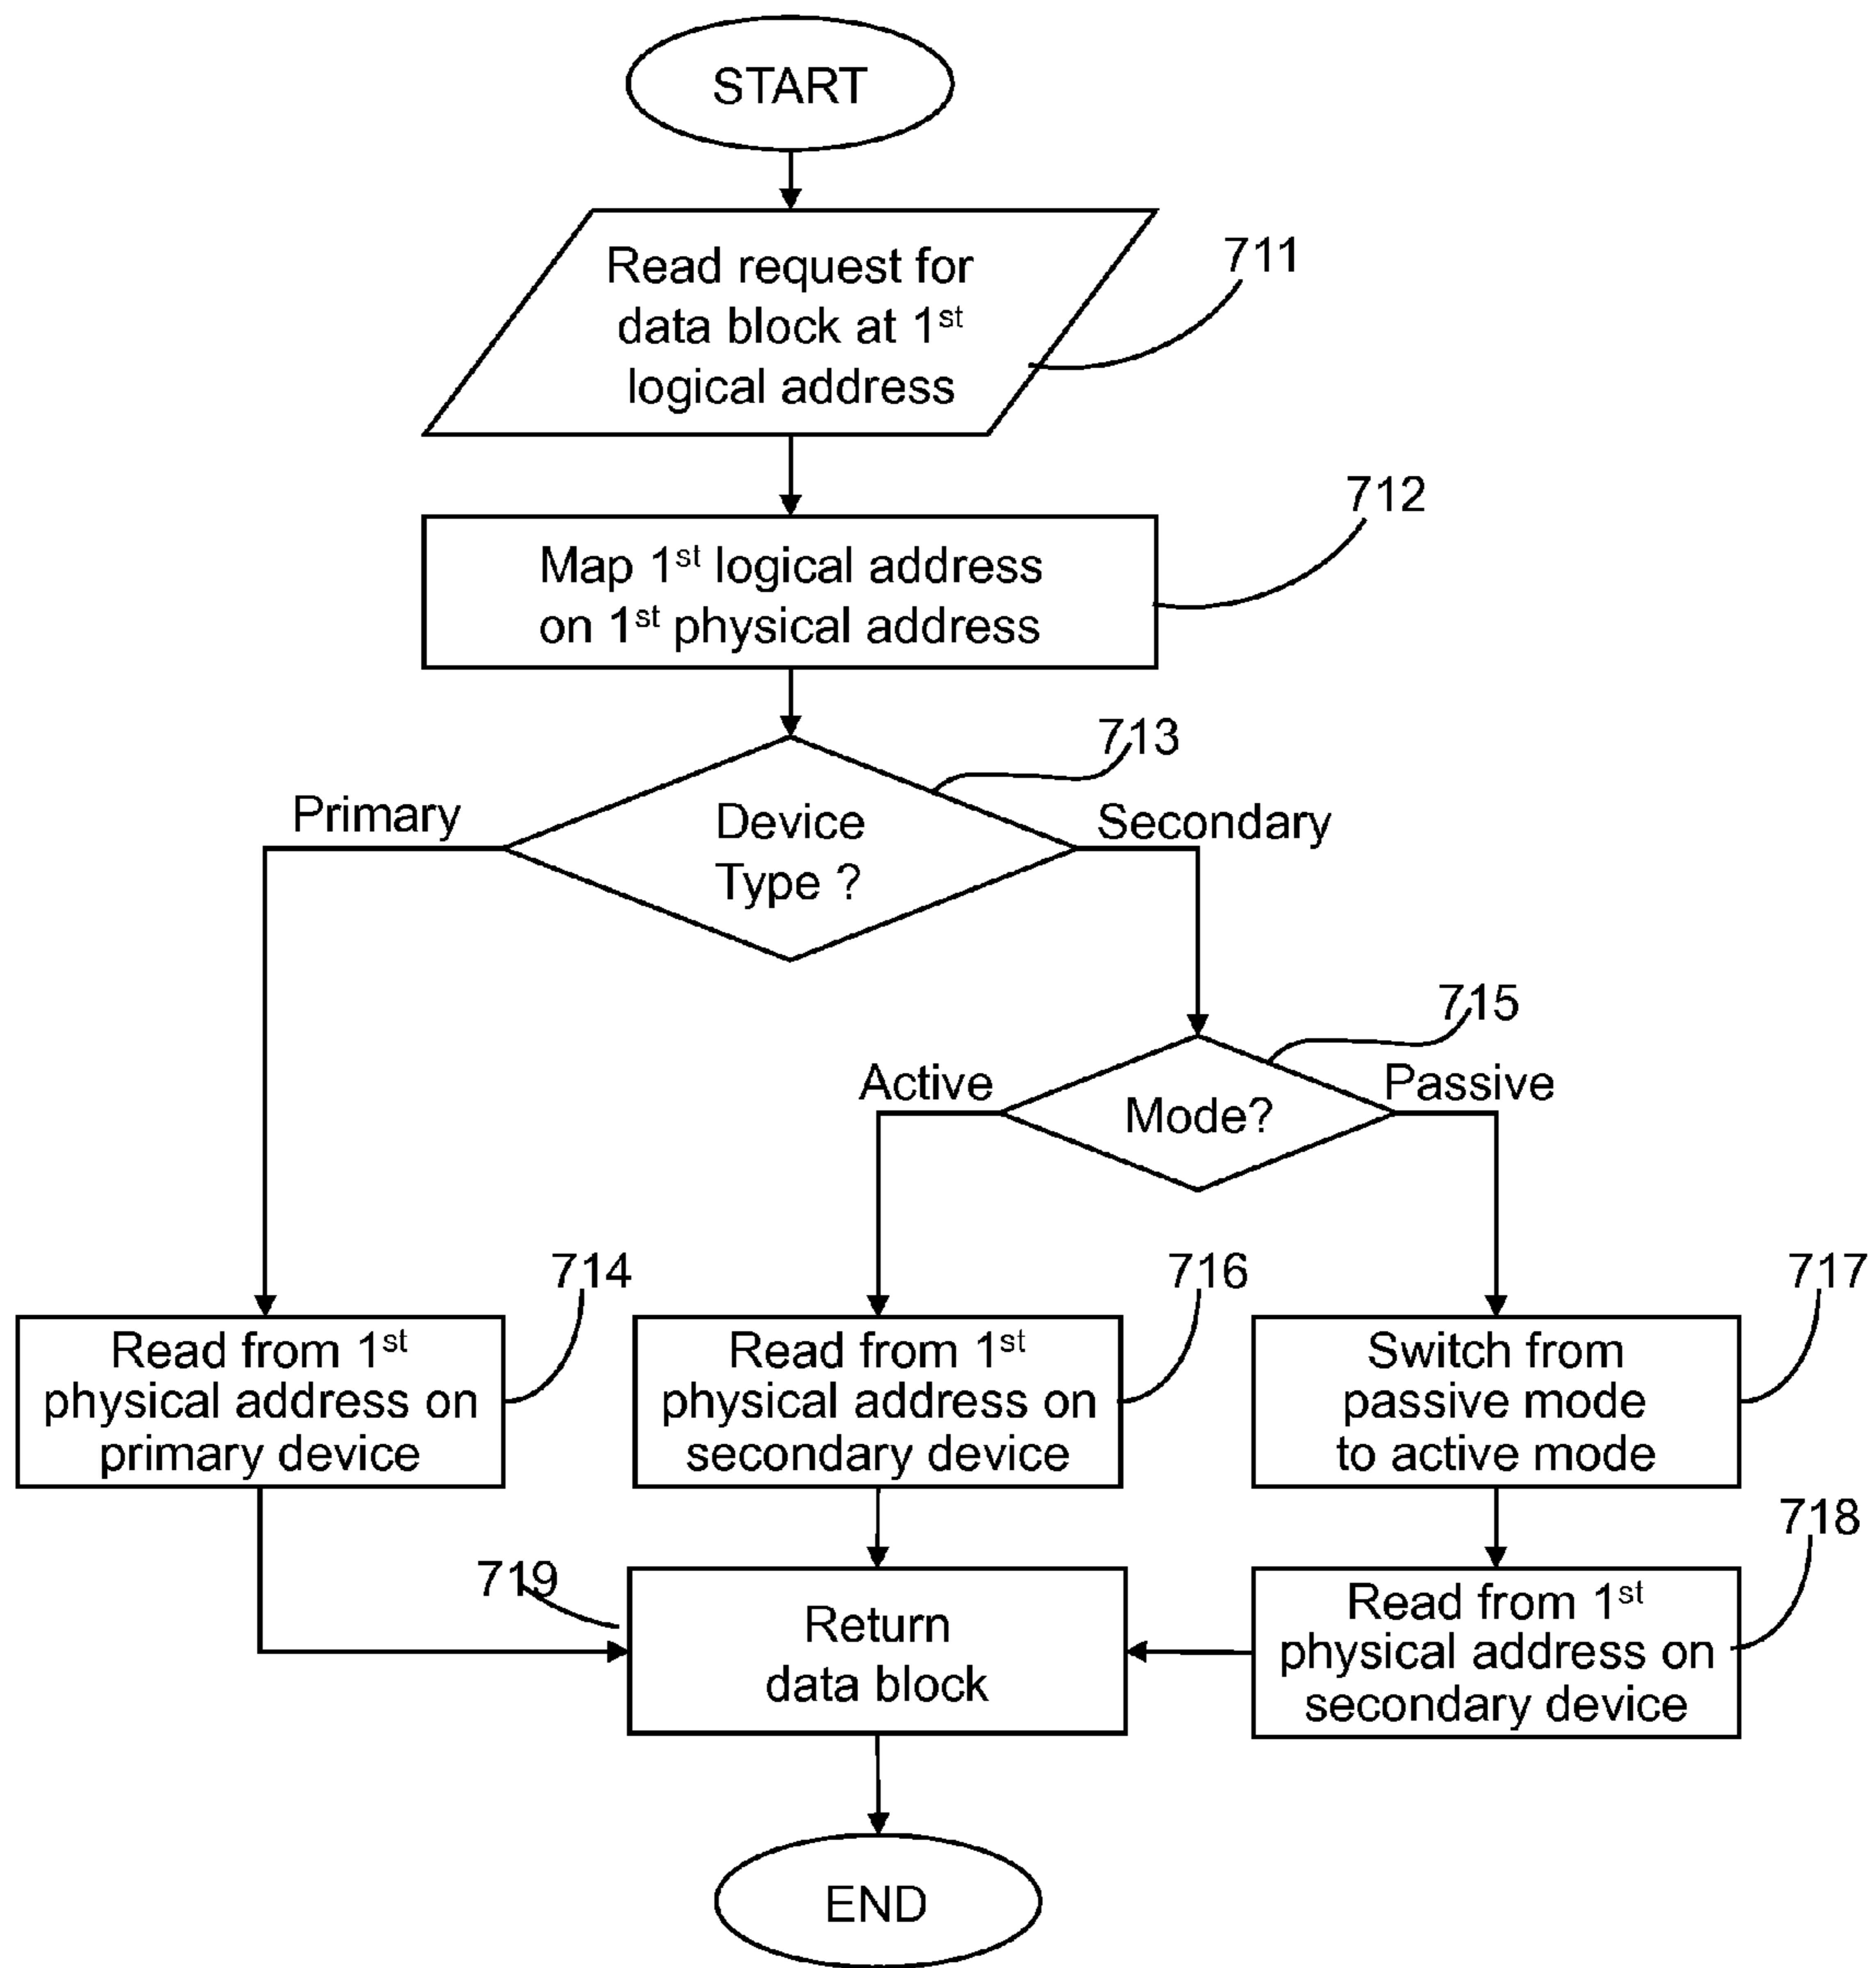 START
Read request for
data block at 1st
logical address
711
Map 1st logical address
on 1st physical address
712
713
Primary
Device
Type ?
Secondary
715
Active
Mode?
Passive
714
716
717
Read from 1st
physical address on
primary device
Read from 1st
physical address on
secondary device
Switch from
passive mode
to active mode
718
719
Return
data block
Read from 1st
physical address on
secondary device
END